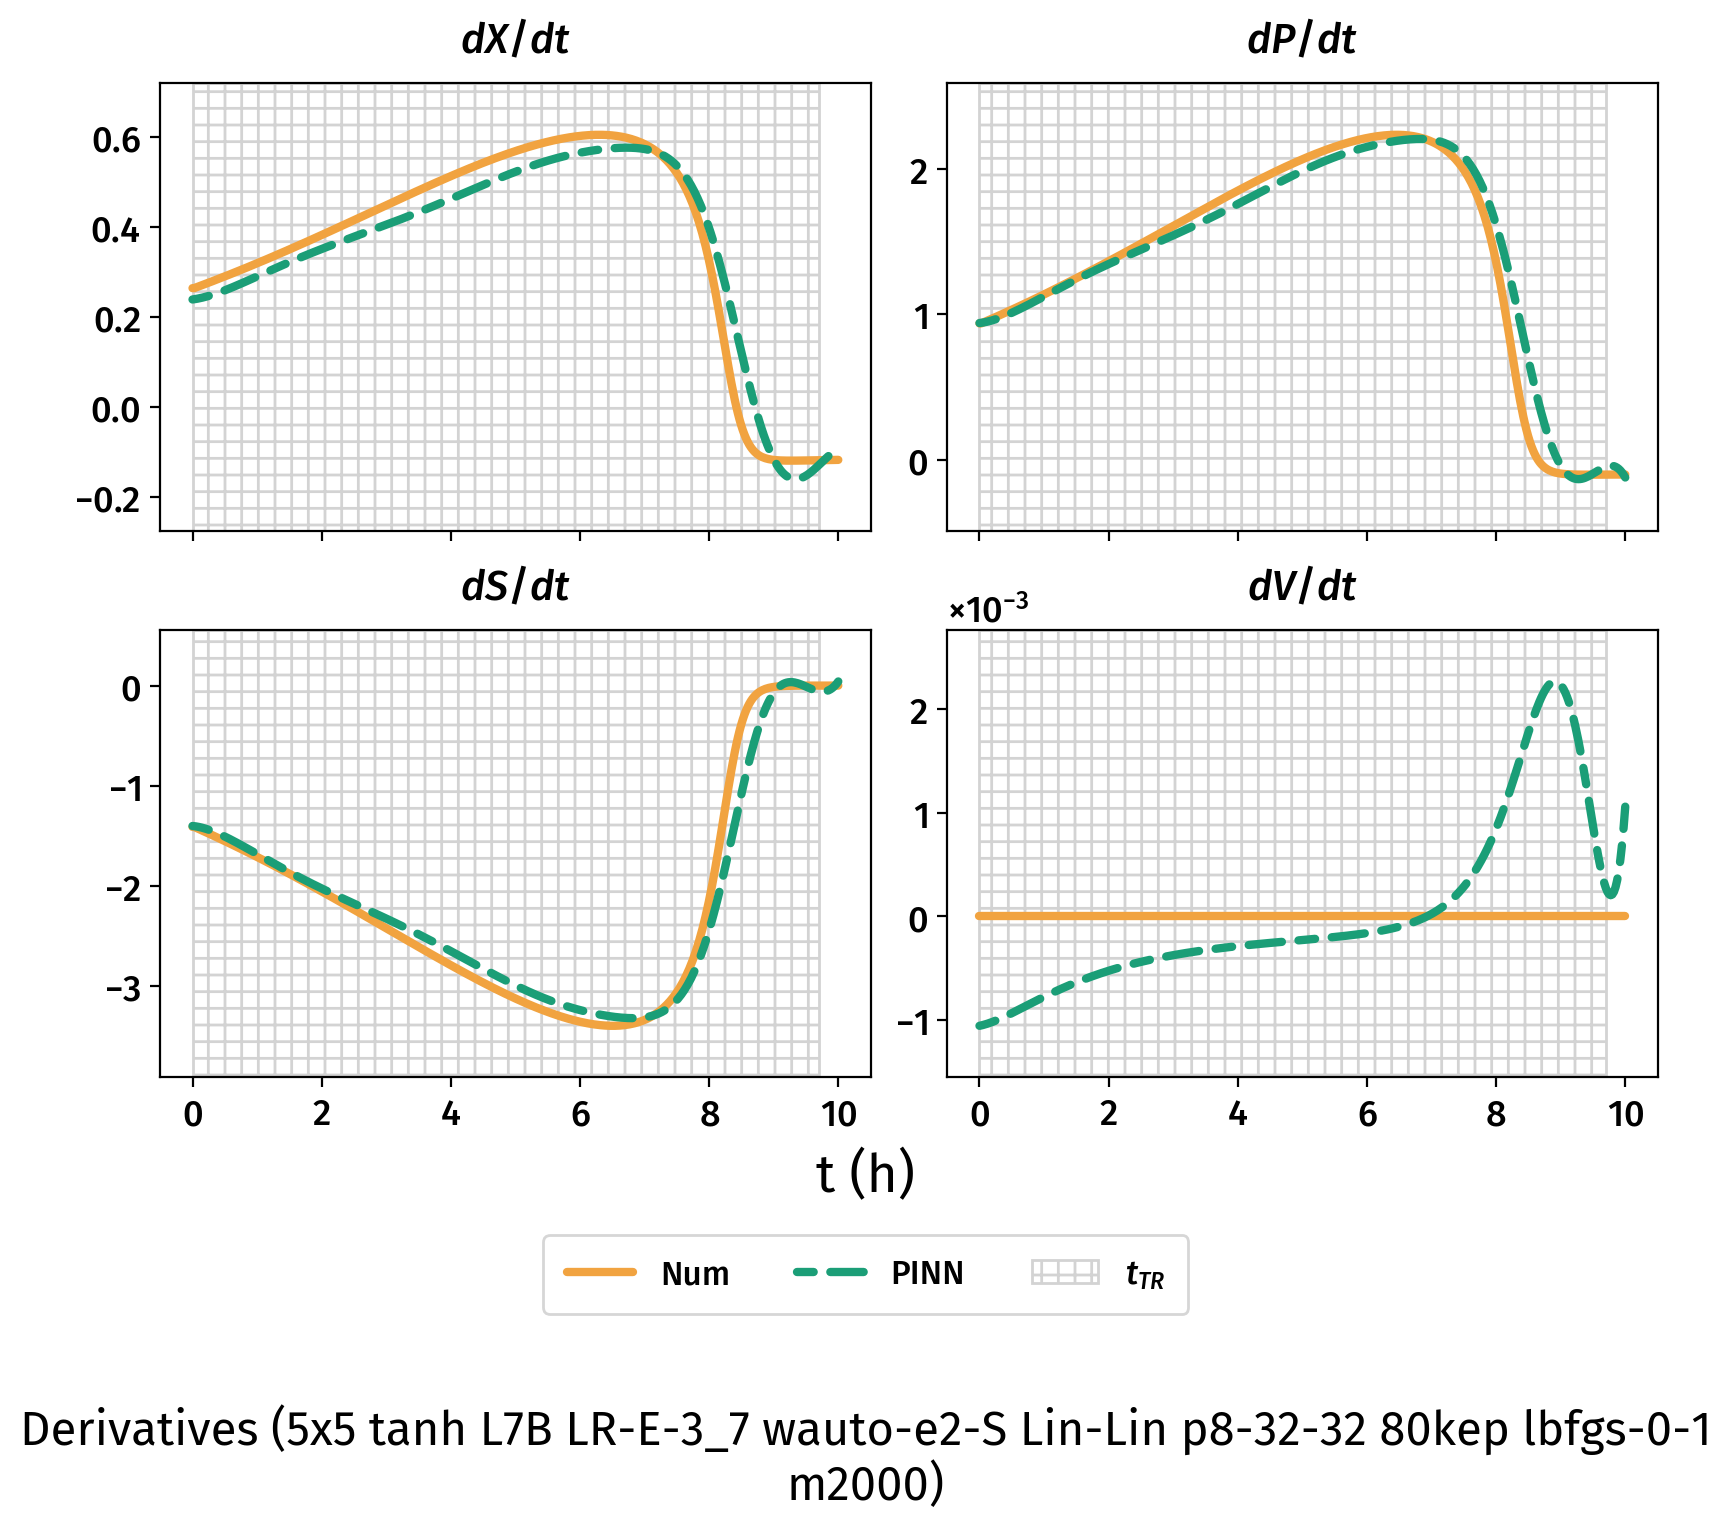 dX/dt
dP/dt
0.6
0.4
0.2
0.0
−0.2
2
1
0
dS/dt
dV/dt
×10⁻³
0
−1
−2
−3
2
1
0
−1
0 2 4 6 8 10
0 2 4 6 8 10
t (h)
Num PINN t_TR
Derivatives (5x5 tanh L7B LR-E-3_7 wauto-e2-S Lin-Lin p8-32-32 80kep lbfgs-0-1
m2000)